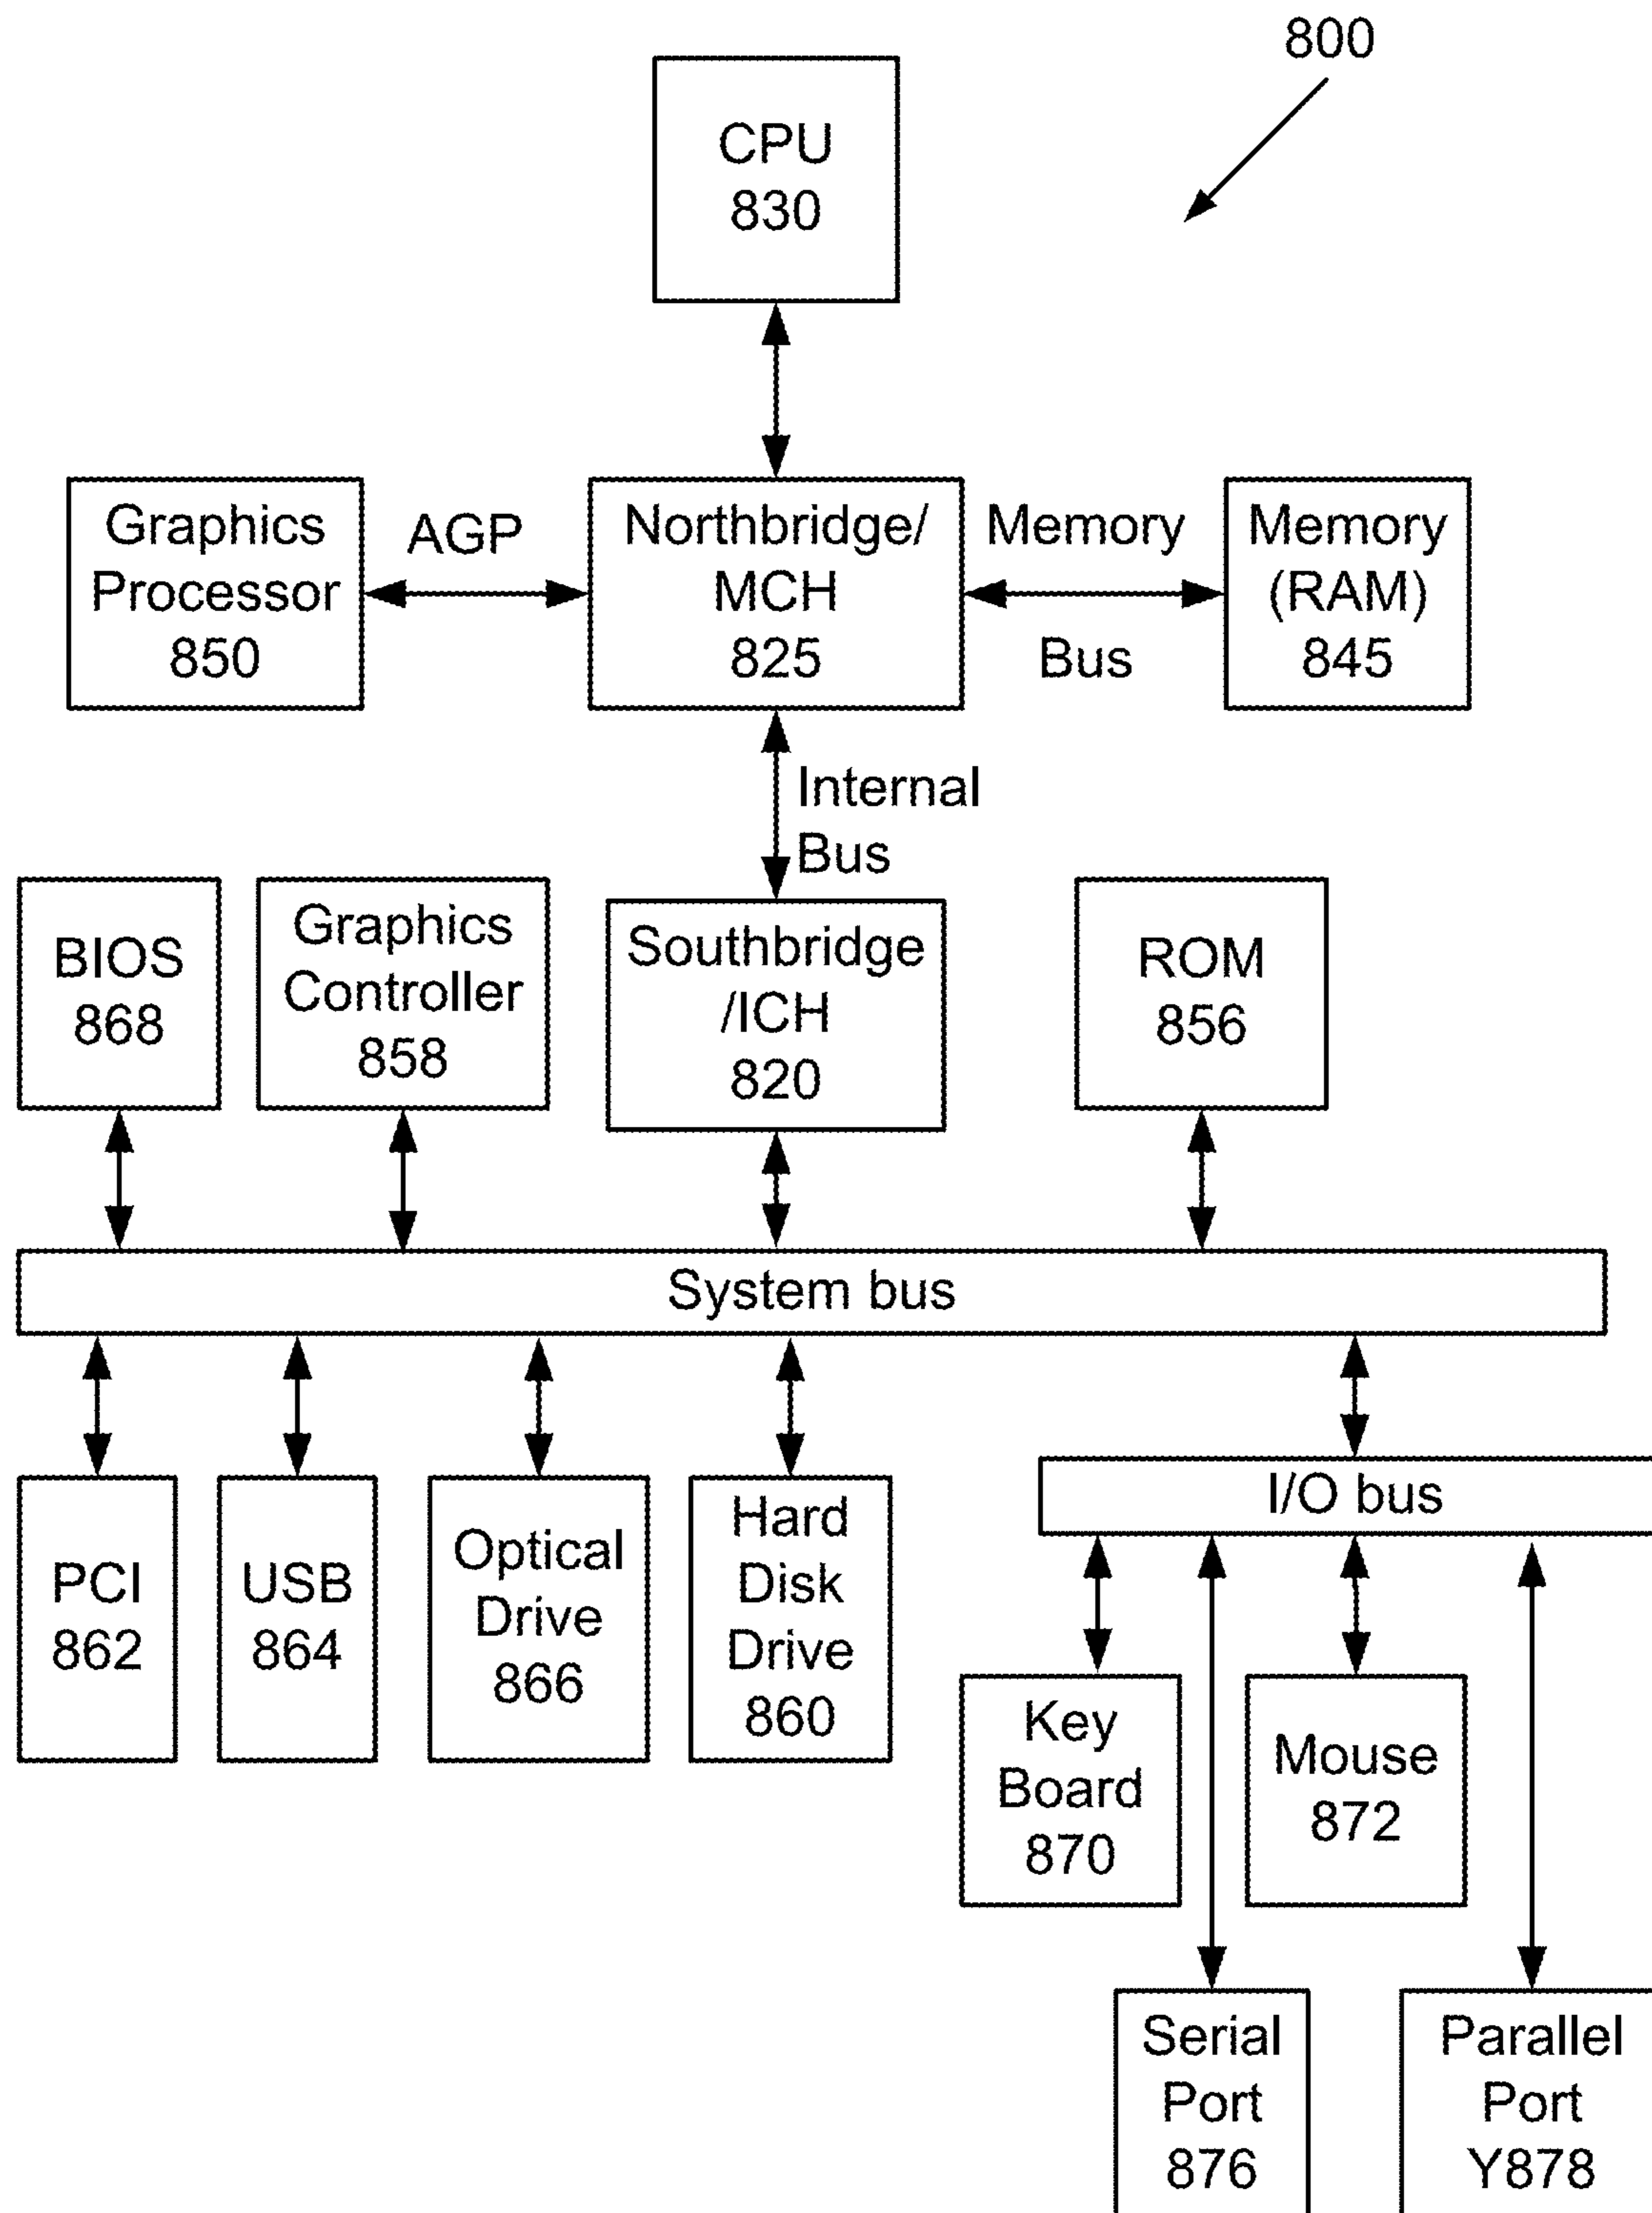 800
CPU
830
Graphics
Processor
850
AGP
Northbridge/
MCH
825
Memory
Bus
Memory
(RAM)
845
Internal
Bus
BIOS
868
Graphics
Controller
858
Southbridge
/ICH
820
ROM
856
System bus
PCI
862
USB
864
Optical
Drive
866
Hard
Disk
Drive
860
I/O bus
Key
Board
870
Mouse
872
Serial
Port
876
Parallel
Port
Y878